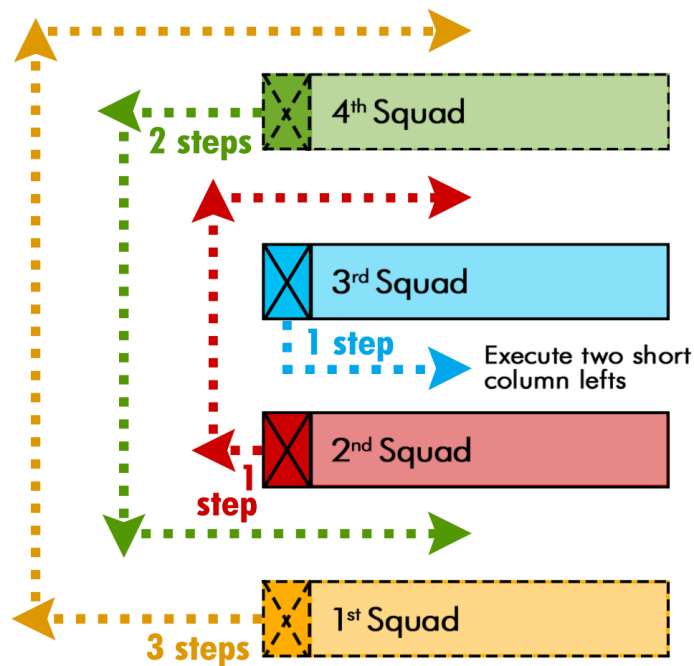 4th Squad
2 steps
3rd Squad
1 step
Execute two short
column lefts
2nd Squad
1
step
1st Squad
3 steps